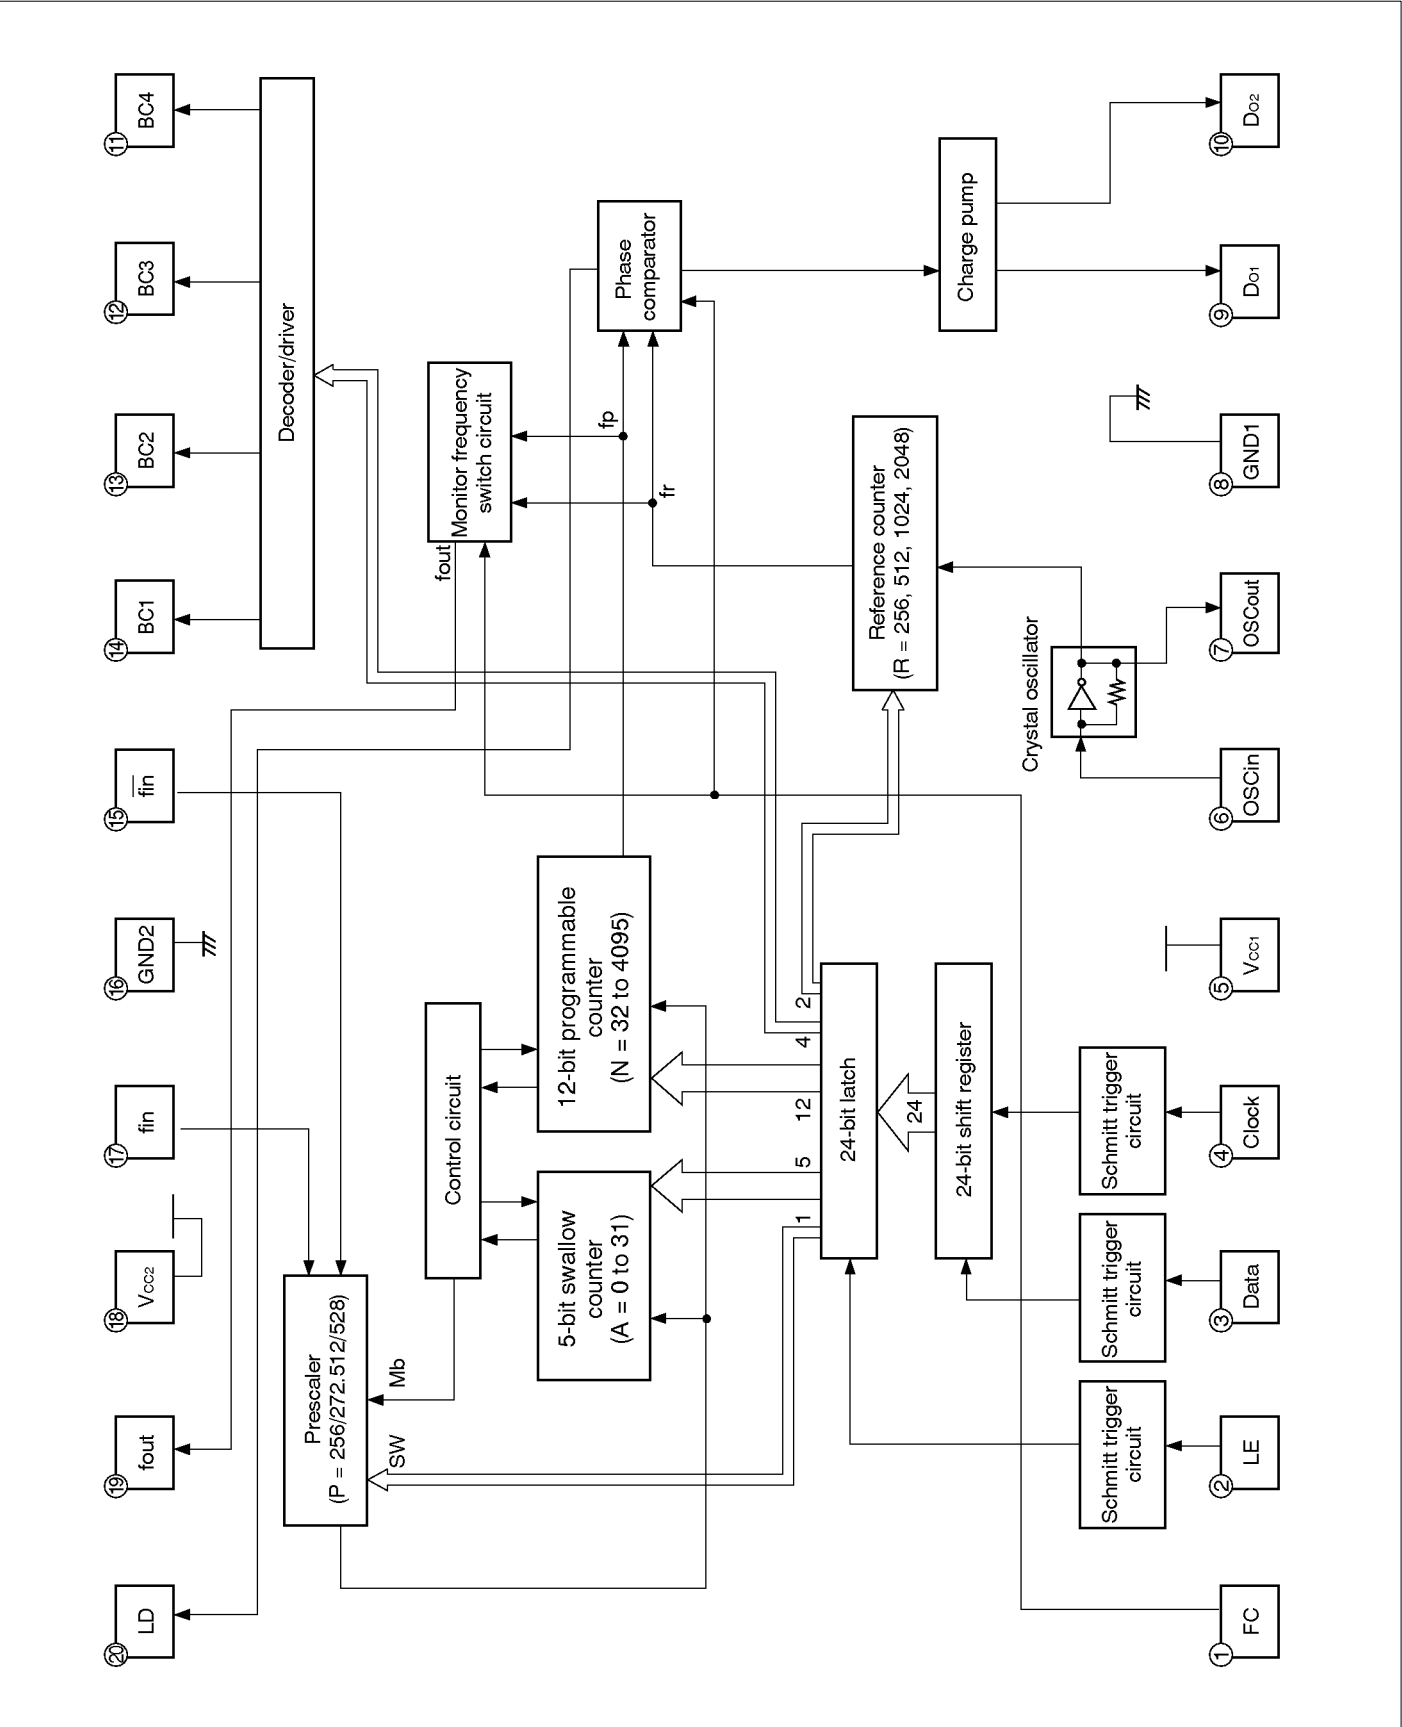 20
LD
19
fout
18
VCC2
17
fin
16
GND2
15
fin
14
BC1
13
BC2
12
BC3
11
BC4
Decoder/driver
Prescaler
(P = 256/272.512/528)
SW
Mb
Control circuit
fout
Monitor frequency
switch circuit
5-bit swallow
counter
(A = 0 to 31)
12-bit programmable
counter
(N = 32 to 4095)
fp
fr
Phase
comparator
1
5
12
4
2
24-bit latch
24
24-bit shift register
Reference counter
(R = 256, 512, 1024, 2048)
Charge pump
Crystal oscillator
Schmitt trigger
circuit
Schmitt trigger
circuit
Schmitt trigger
circuit
1
FC
2
LE
3
Data
4
Clock
5
VCC1
6
OSCin
7
OSCout
8
GND1
9
DO1
10
DO2